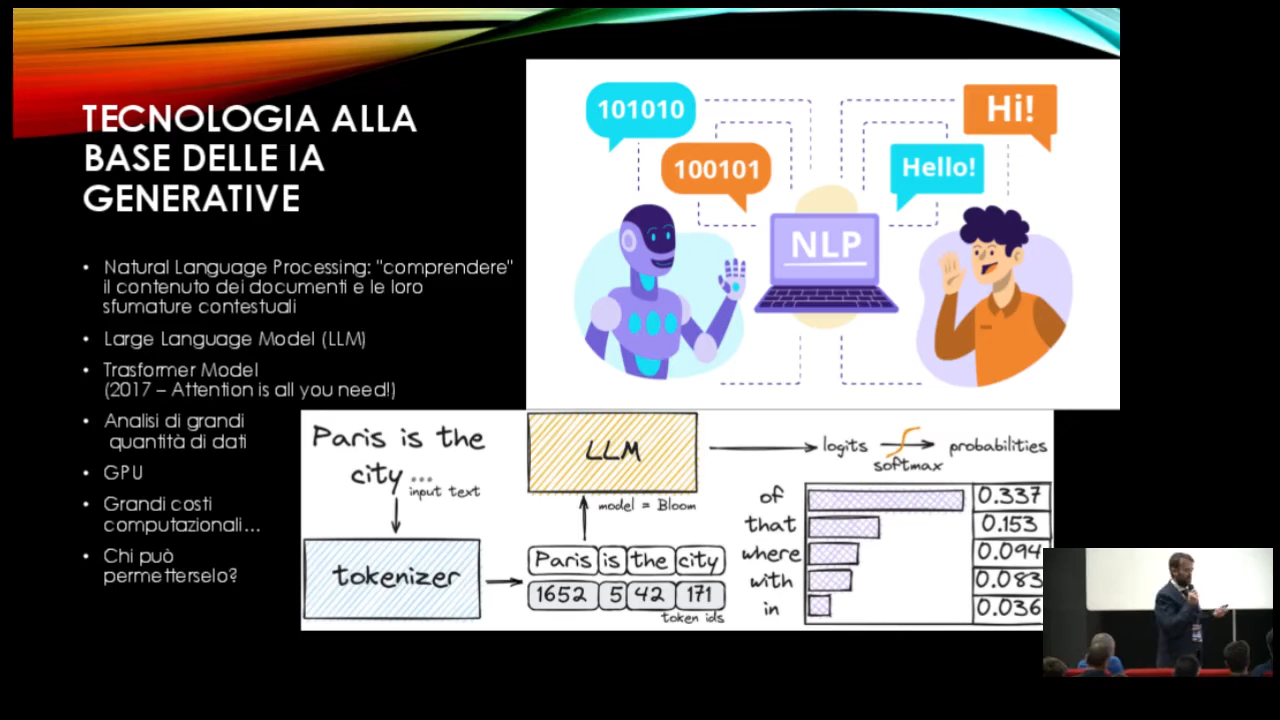 TECNOLOGIA ALLA
BASE DELLE IA
GENERATIVE
• Natural Language Processing: "comprendere"
il contenuto dei documenti e le loro
sfumature contestuali
• Large Language Model (LLM)
• Trasformer Model
(2017 – Attention is all you need!)
• Analisi di grandi
quantità di dati
• GPU
• Grandi costi
computazionali...
• Chi può
permetterselo?
101010
100101
Hi!
Hello!
NLP
Paris is the
city ...
input text
tokenizer
Paris is the city
1652 5 42 171
token ids
LLM
model = Bloom
logits
softmax
probabilities
of 0.337
that 0.153
where 0.094
with 0.083
in 0.036